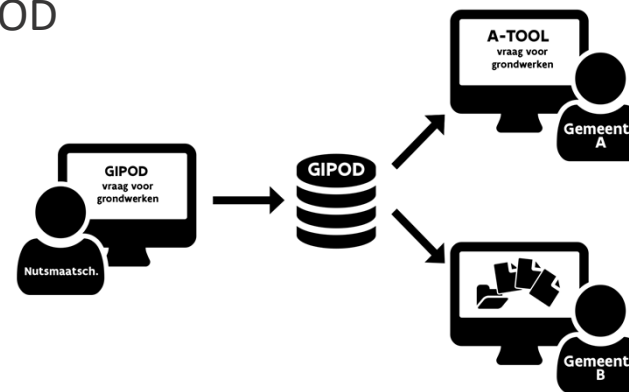 OD
A-TOOL
vraag voor
grondwerken
Gemeent
A
GIPOD
vraag voor
grondwerken
Nutsmaatsch.
GIPOD
Gemeent
B